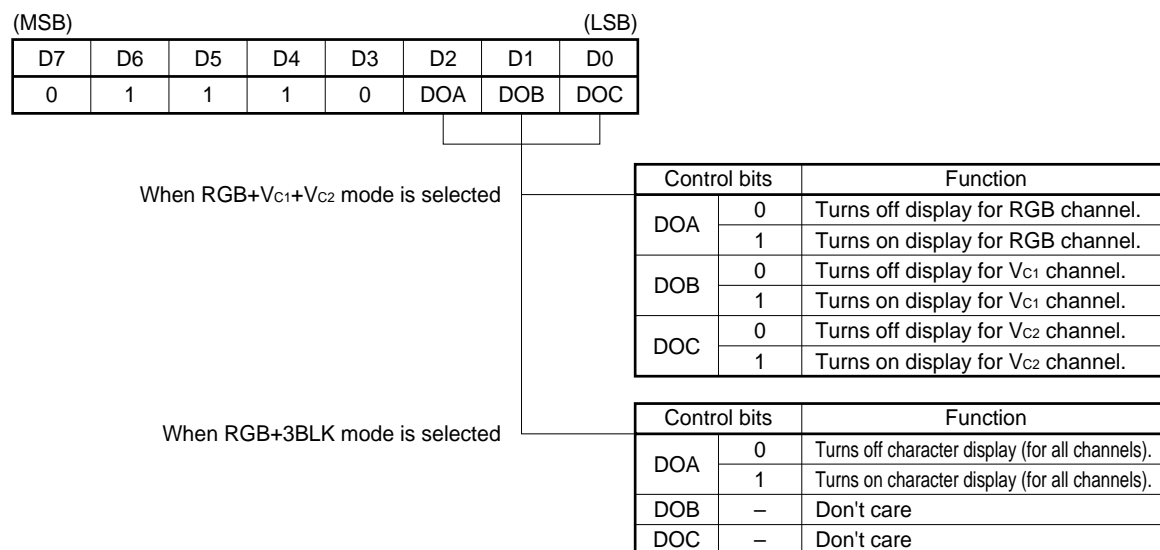 (MSB) (LSB)
D7 D6 D5 D4 D3 D2 D1 D0
0 1 1 1 0 DOA DOB DOC
When RGB+VC1+VC2 mode is selected
Control bits Function
DOA 0 Turns off display for RGB channel.
1 Turns on display for RGB channel.
DOB 0 Turns off display for VC1 channel.
1 Turns on display for VC1 channel.
DOC 0 Turns off display for VC2 channel.
1 Turns on display for VC2 channel.
When RGB+3BLK mode is selected
Control bits Function
DOA 0 Turns off character display (for all channels).
1 Turns on character display (for all channels).
DOB – Don't care
DOC – Don't care